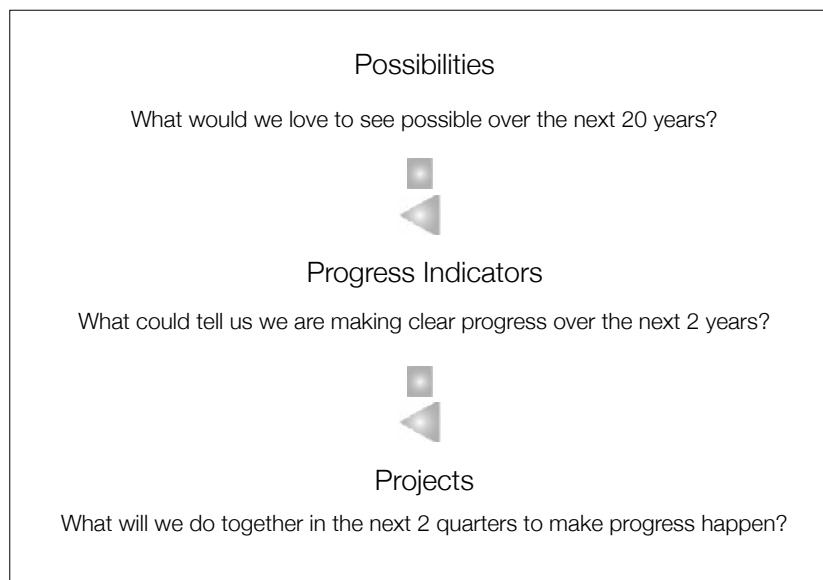 Possibilities
What would we love to see possible over the next 20 years?
Progress Indicators
What could tell us we are making clear progress over the next 2 years?
Projects
What will we do together in the next 2 quarters to make progress happen?